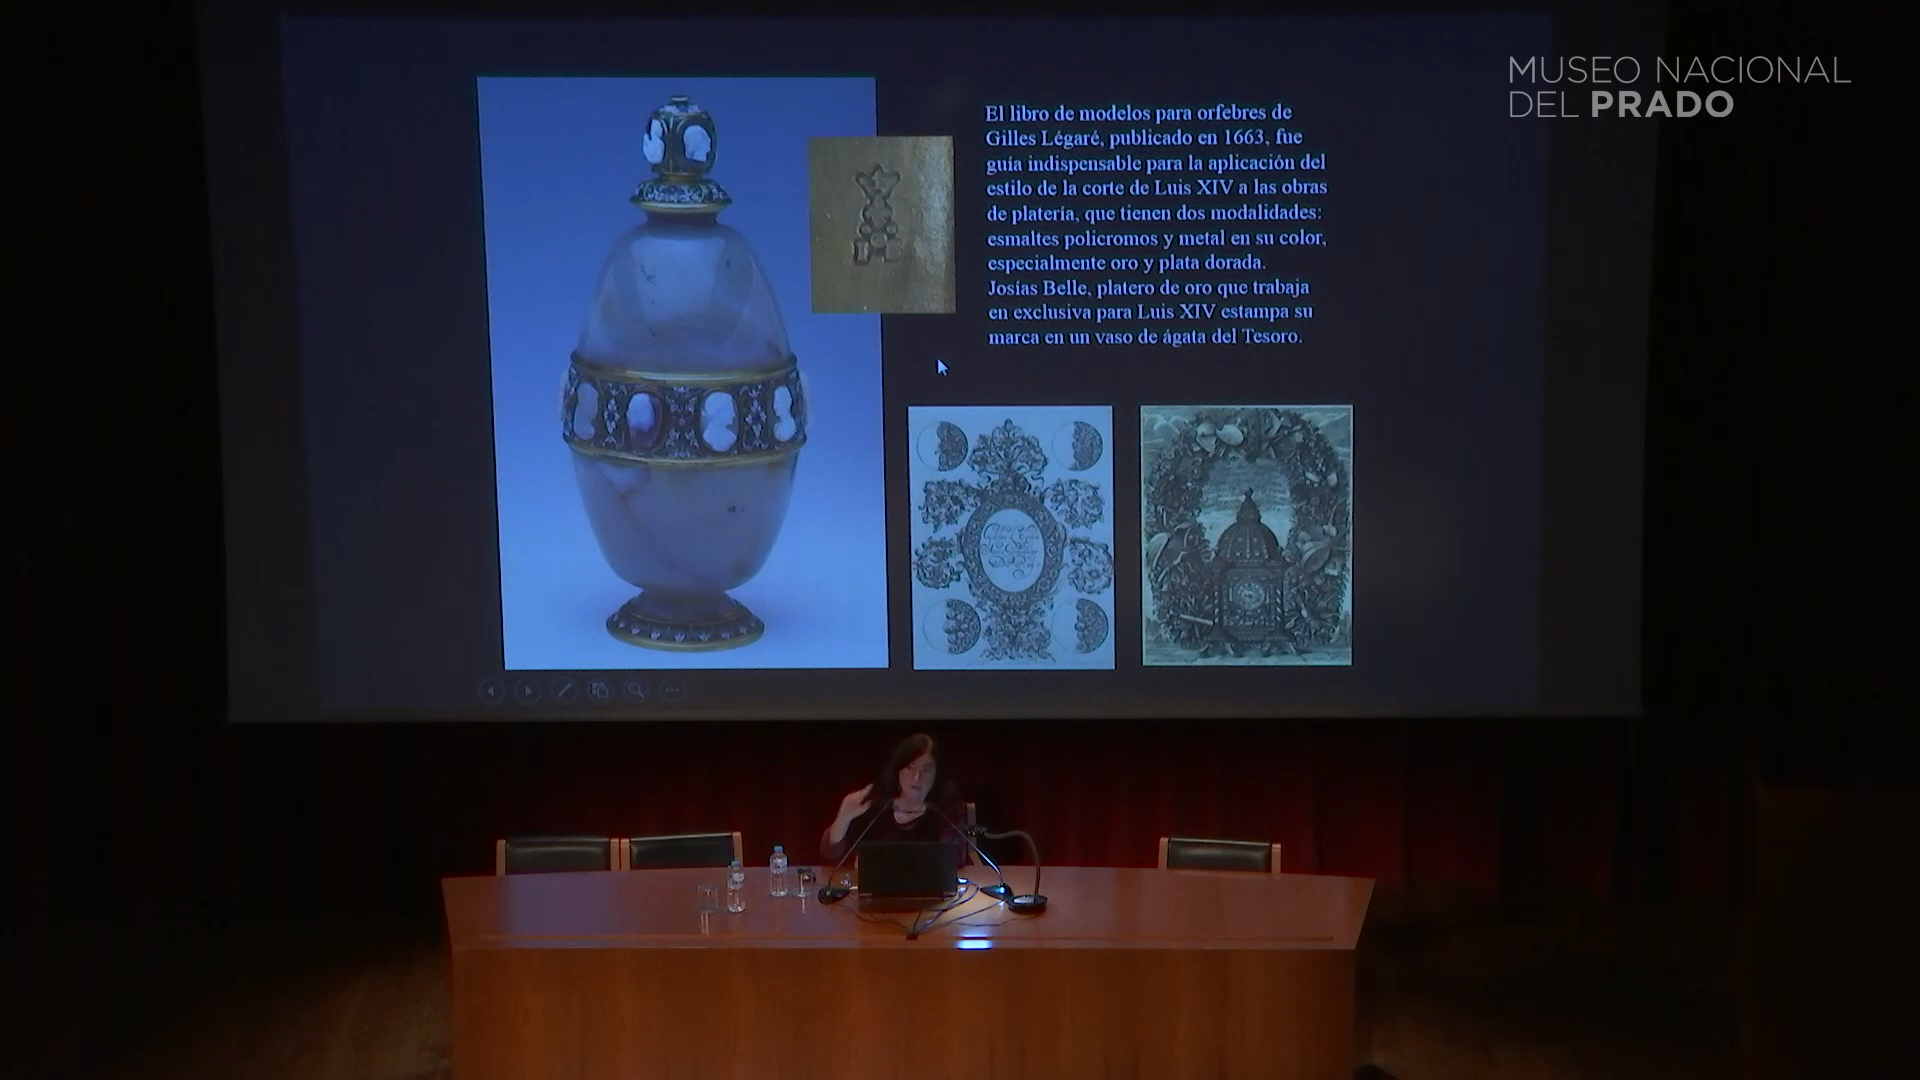 MUSEO NACIONAL
DEL PRADO
El libro de modelos para orfebres de
Gilles Légaré, publicado en 1663, fue
guía indispensable para la aplicación del
estilo de la corte de Luis XIV a las obras
de platería, que tienen dos modalidades:
esmaltes policromos y metal en su color,
especialmente oro y plata dorada.
Josías Belle, platero de oro que trabaja
en exclusiva para Luis XIV estampa su
marca en un vaso de ágata del Tesoro.